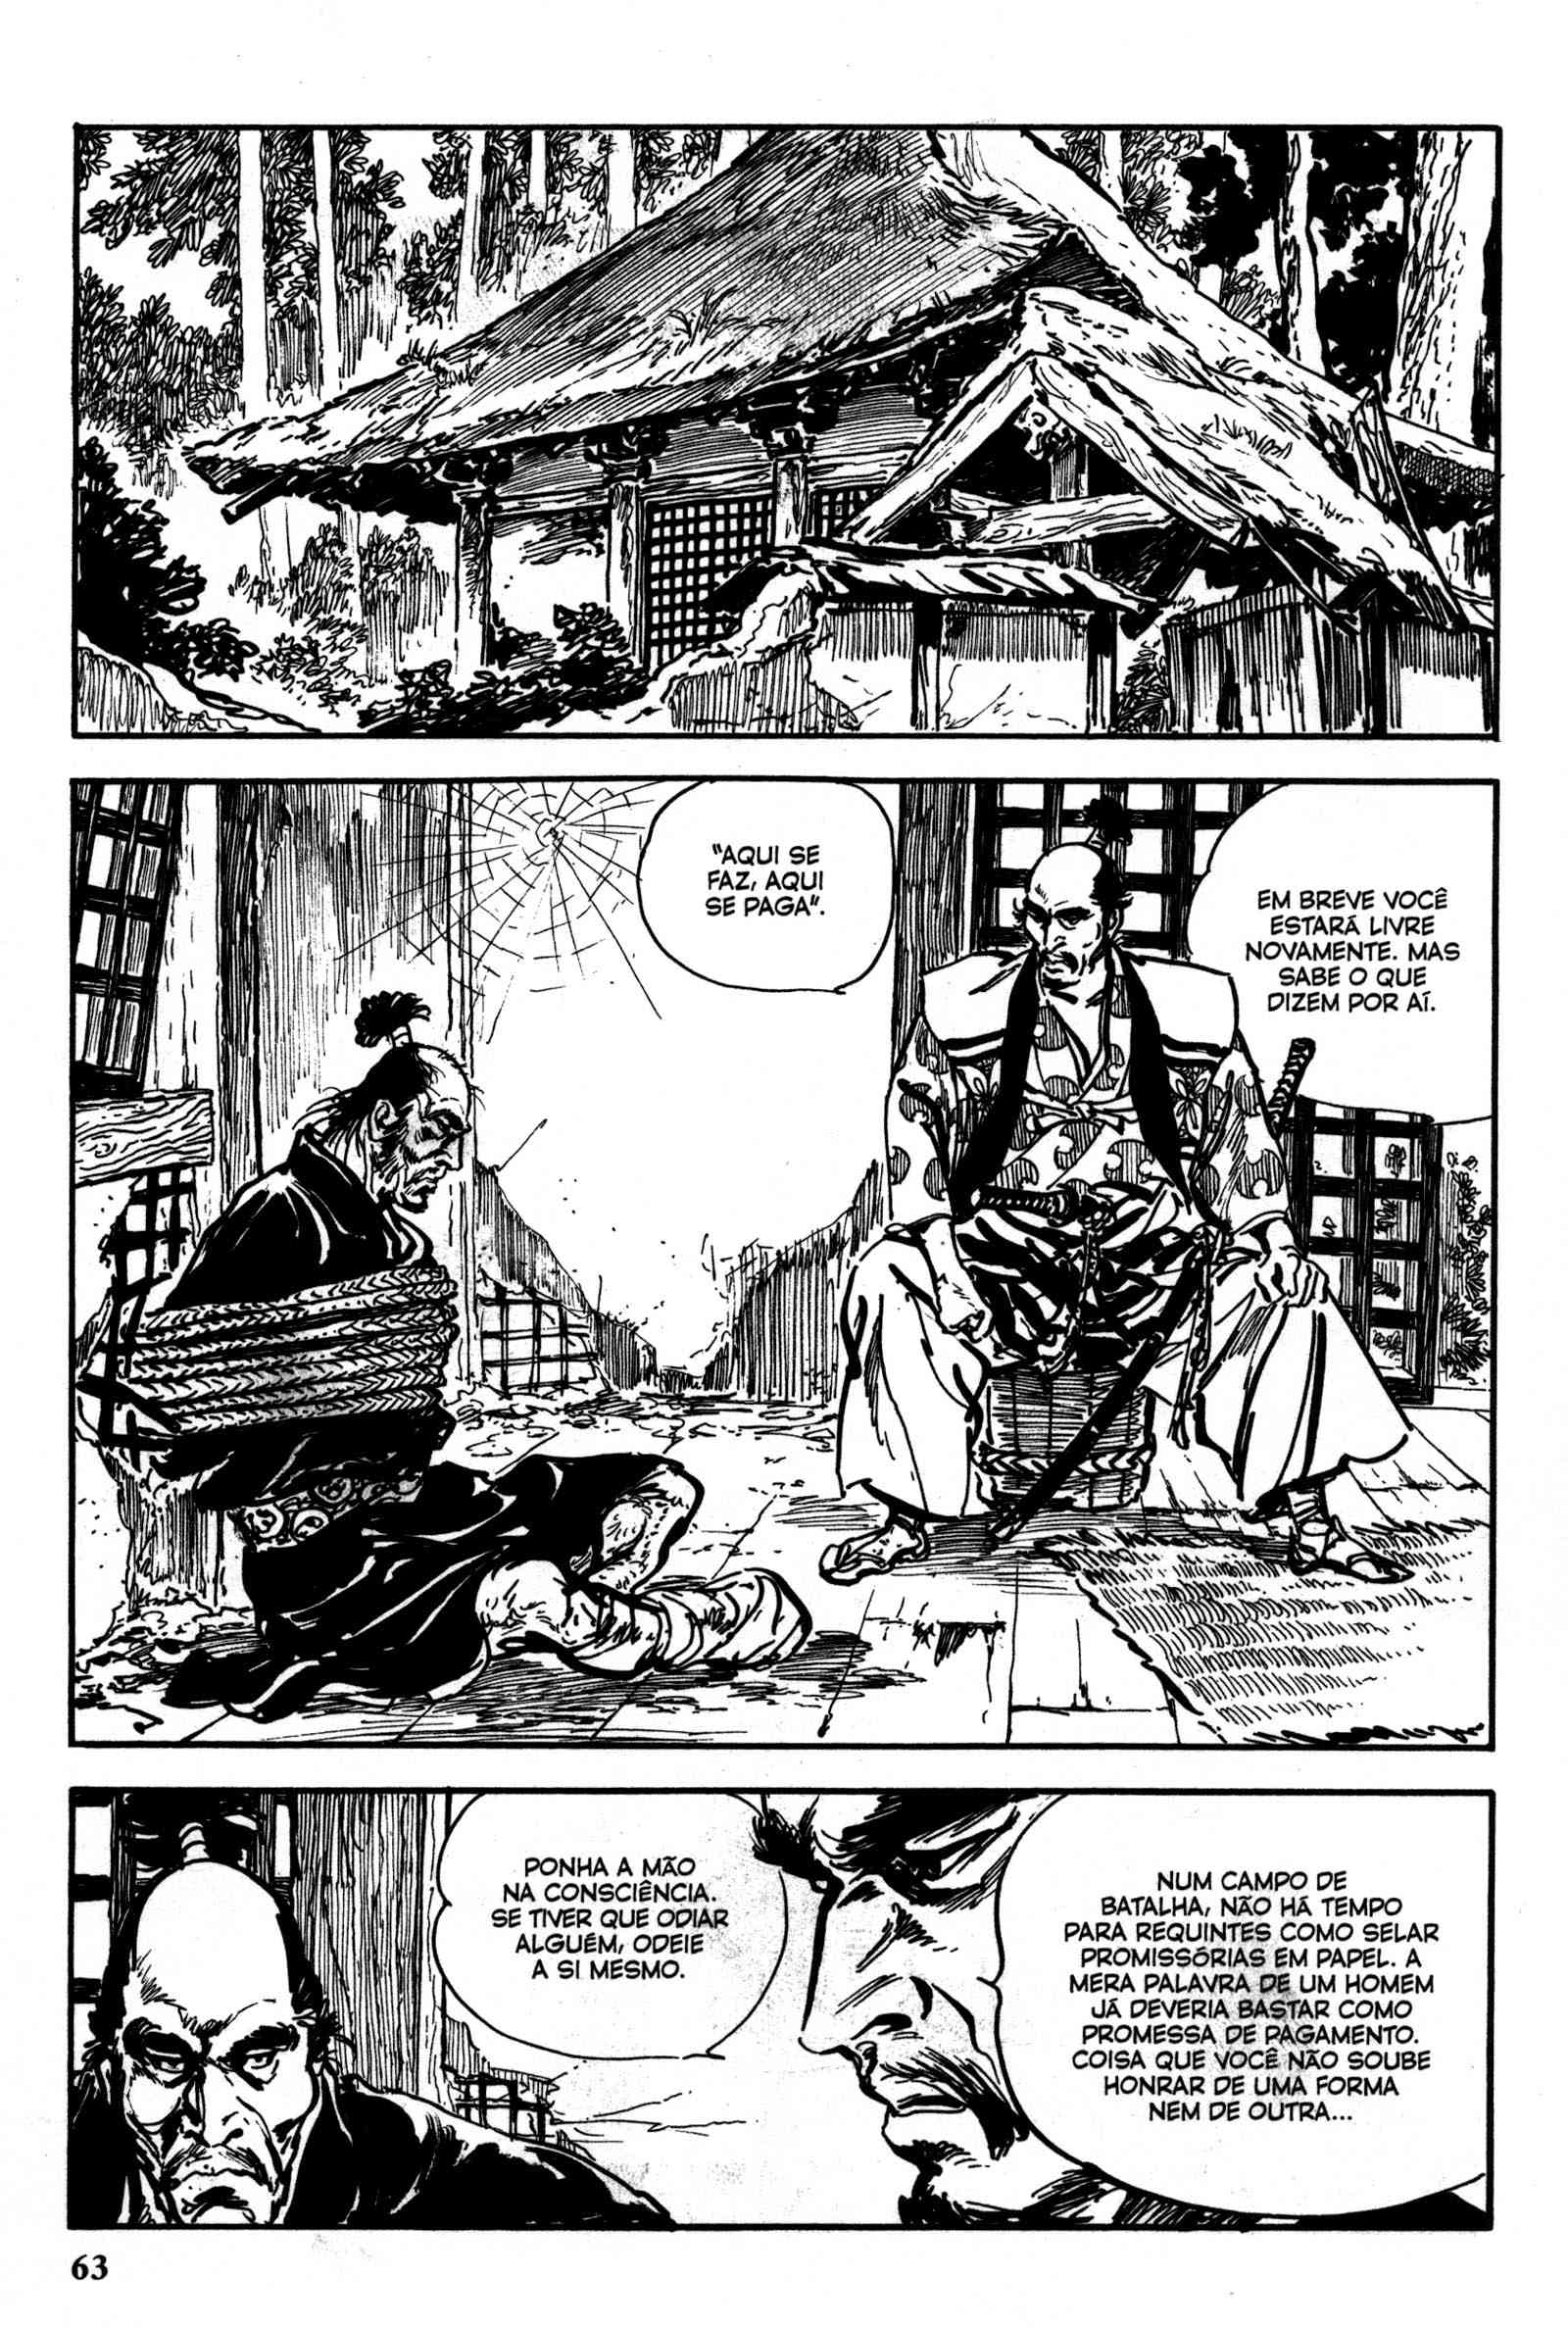 EM BREVE VOCÊ
ESTARÁ LIVRE
NOVAMENTE. MAS
SABE O QUE
DIZEM POR AÍ.
"AQUI SE
FAZ, AQUI
SE PAGA".
NUM CAMPO DE
BATALHA, NÃO HÁ TEMPO
PARA REQUINTES COMO SELAR
PROMISSÓRIAS EM PAPEL. A
MERA PALAVRA DE UM HOMEM
JÁ DEVERIA BASTAR COMO
PROMESSA DE PAGAMENTO.
COISA QUE VOCÊ NÃO SOUBE
HONRAR DE UMA FORMA
NEM DE OUTRA...
PONHA A MÃO
NA CONSCIÊNCIA.
SE TIVER QUE ODIAR
ALGUÉM, ODEIE
A SI MESMO.
63